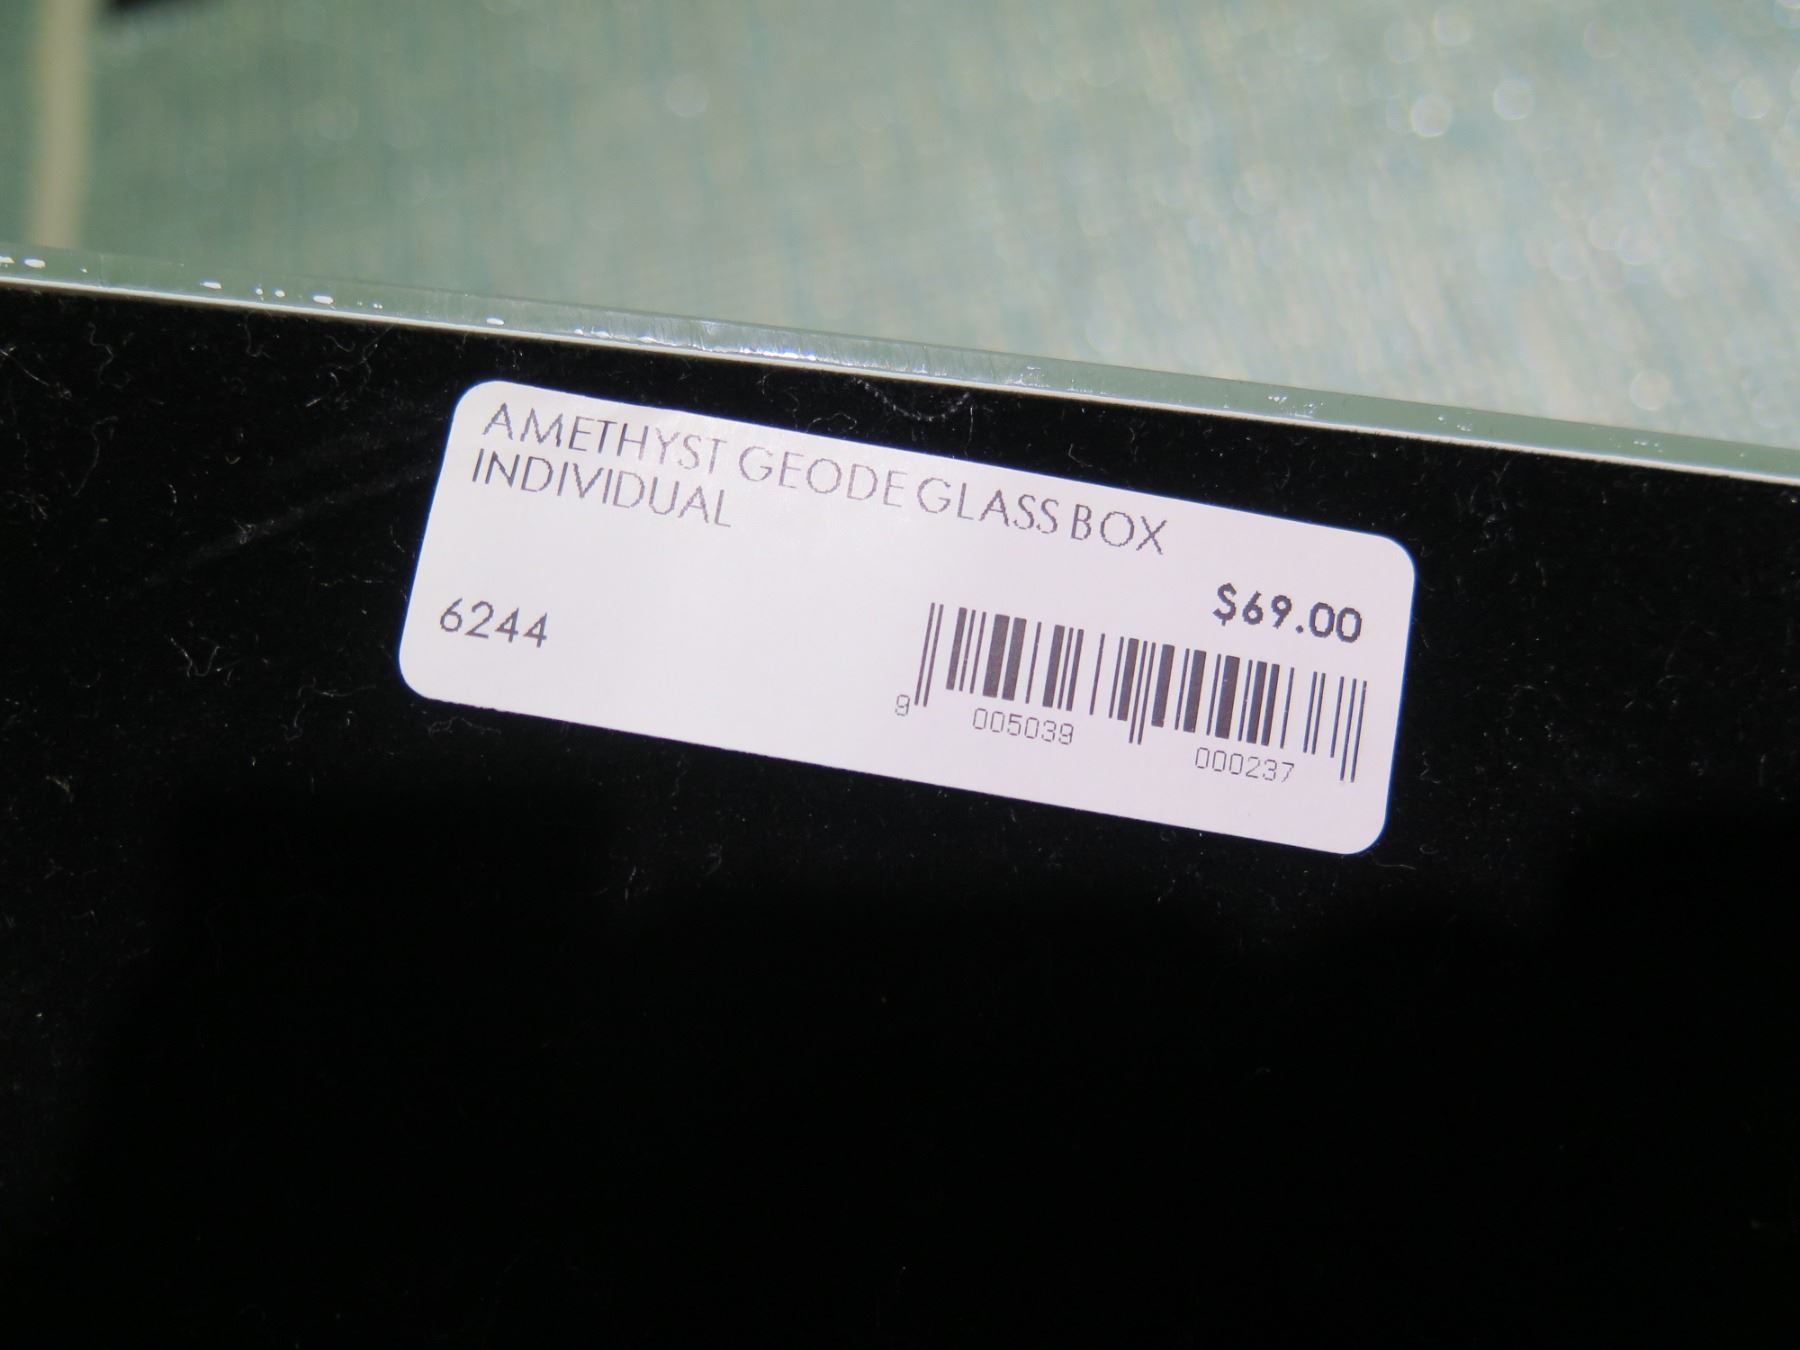 AMETHYST GEODE GLASS BOX
INDIVIDUAL
$69.00
6244
9 005039 000237